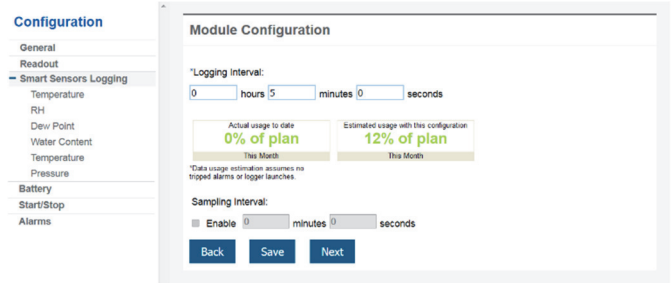 Configuration
General
Readout
Smart Sensors Logging
Temperature
RH
Dew Point
Water Content
Temperature
Pressure
Battery
Start/Stop
Alarms
Module Configuration
*Logging Interval:
0 hours 5 minutes 0 seconds
Actual usage to date
0% of plan
This Month
Estimated usage with this configuration
12% of plan
This Month
*Data usage estimation assumes no
tripped alarms or logger launches.
Sampling Interval:
Enable 0 minutes 0 seconds
Back Save Next